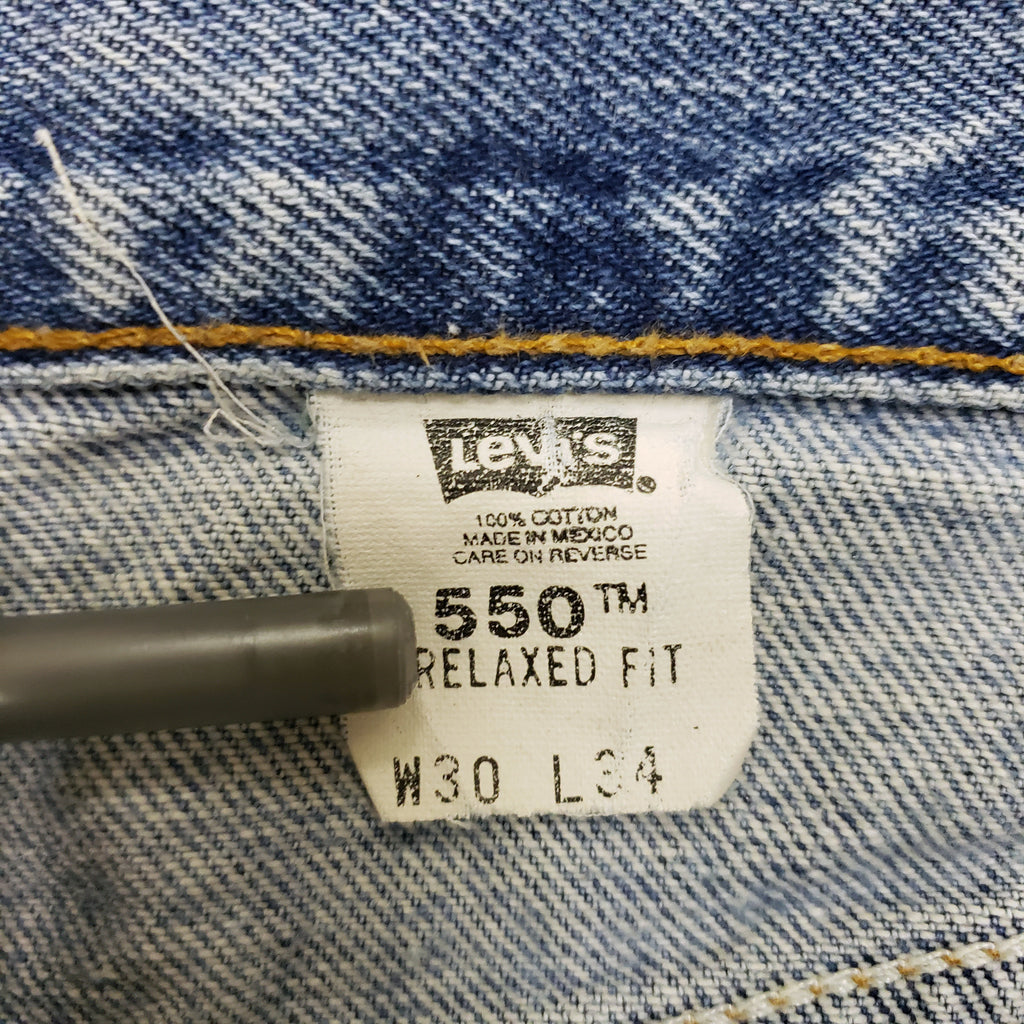 Levi's
100% COTTON
MADE IN MEXICO
CARE ON REVERSE
550™
RELAXED FIT
W30 L34